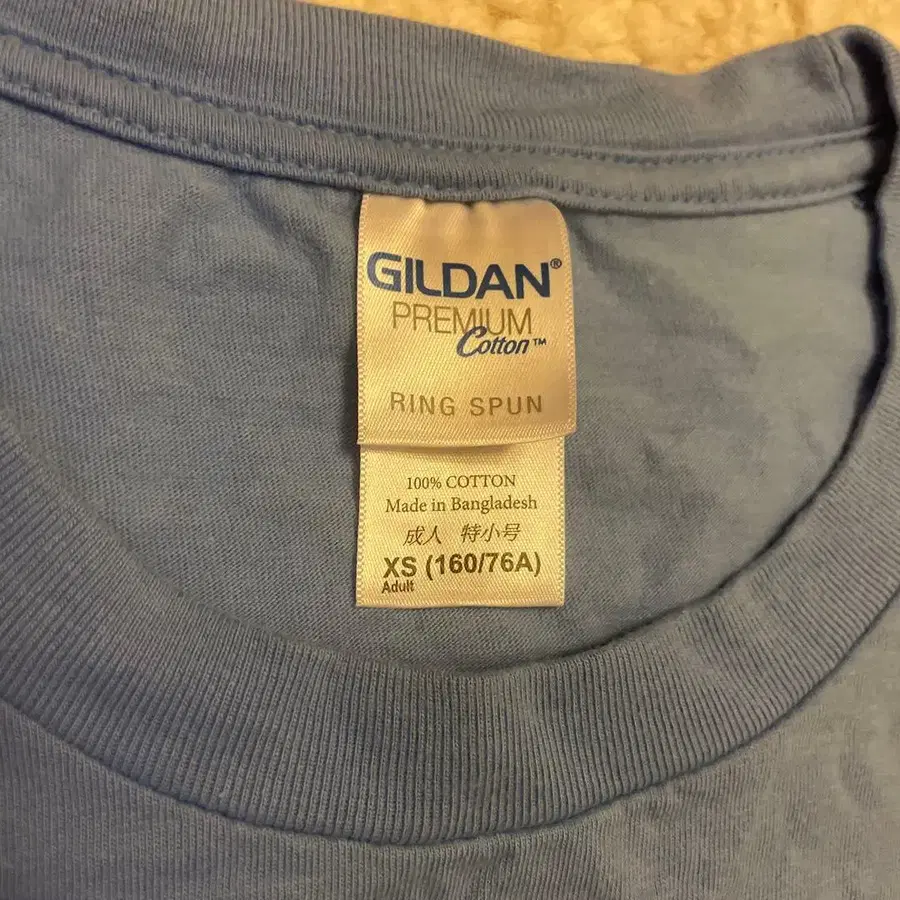 GILDAN®
PREMIUM
Cotton™
RING SPUN
100% COTTON
Made in Bangladesh
成人 特小号
XS (160/76A)
Adult